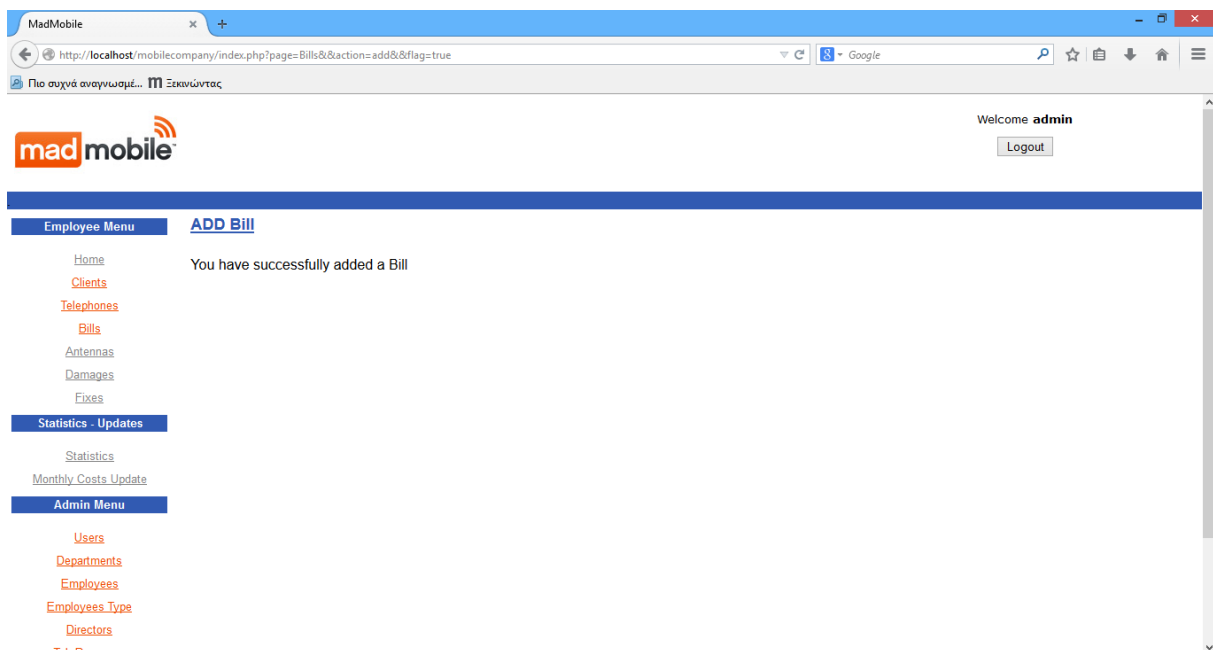 MadMobile
http://localhost/mobilecompany/index.php?page=Bills&&action=add&&flag=true
Google
Πιο συχνά αναγνωσμέ...
Ξεκινώντας
mad mobile
Welcome admin
Logout
Employee Menu
Home
Clients
Telephones
Bills
Antennas
Damages
Fixes
Statistics - Updates
Statistics
Monthly Costs Update
Admin Menu
Users
Departments
Employees
Employees Type
Directors
ADD Bill
You have successfully added a Bill